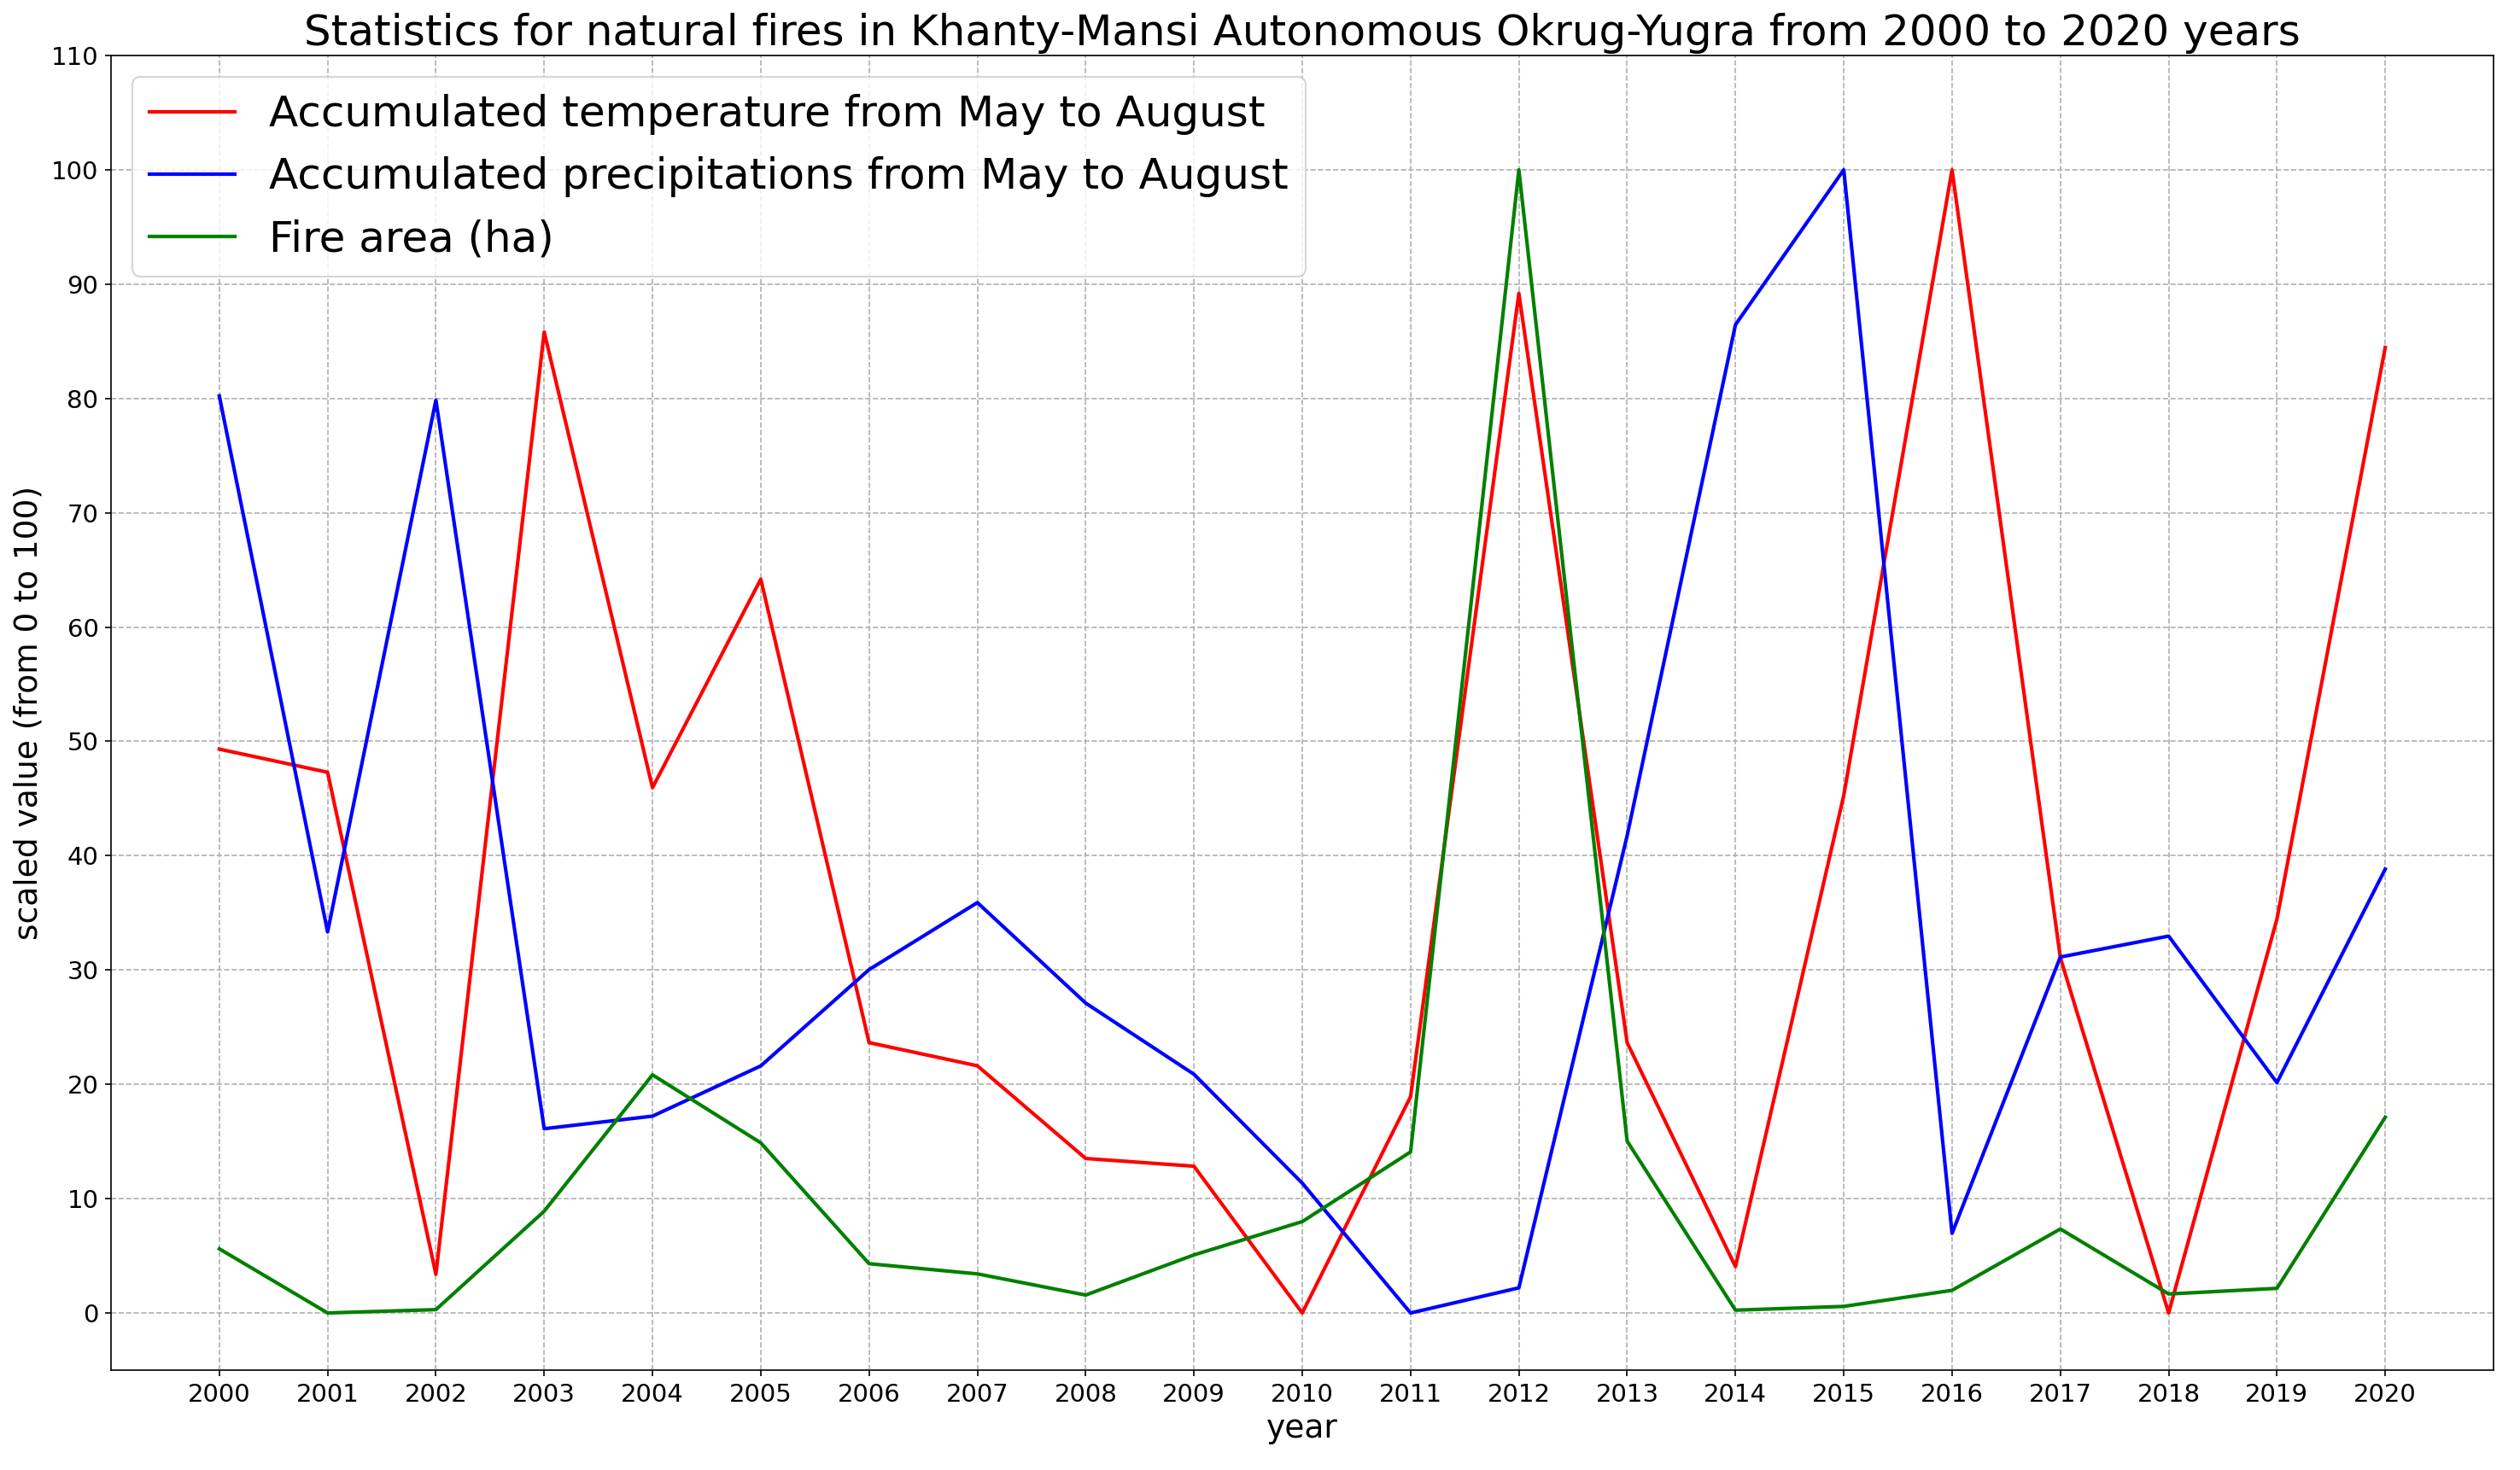 Statistics for natural fires in Khanty-Mansi Autonomous Okrug-Yugra from 2000 to 2020 years
110
100
90
80
70
60
50
40
30
20
10
0
scaled value (from 0 to 100)
Accumulated temperature from May to August
Accumulated precipitations from May to August
Fire area (ha)
2000 2001 2002 2003 2004 2005 2006 2007 2008 2009 2010 2011 2012 2013 2014 2015 2016 2017 2018 2019 2020
year